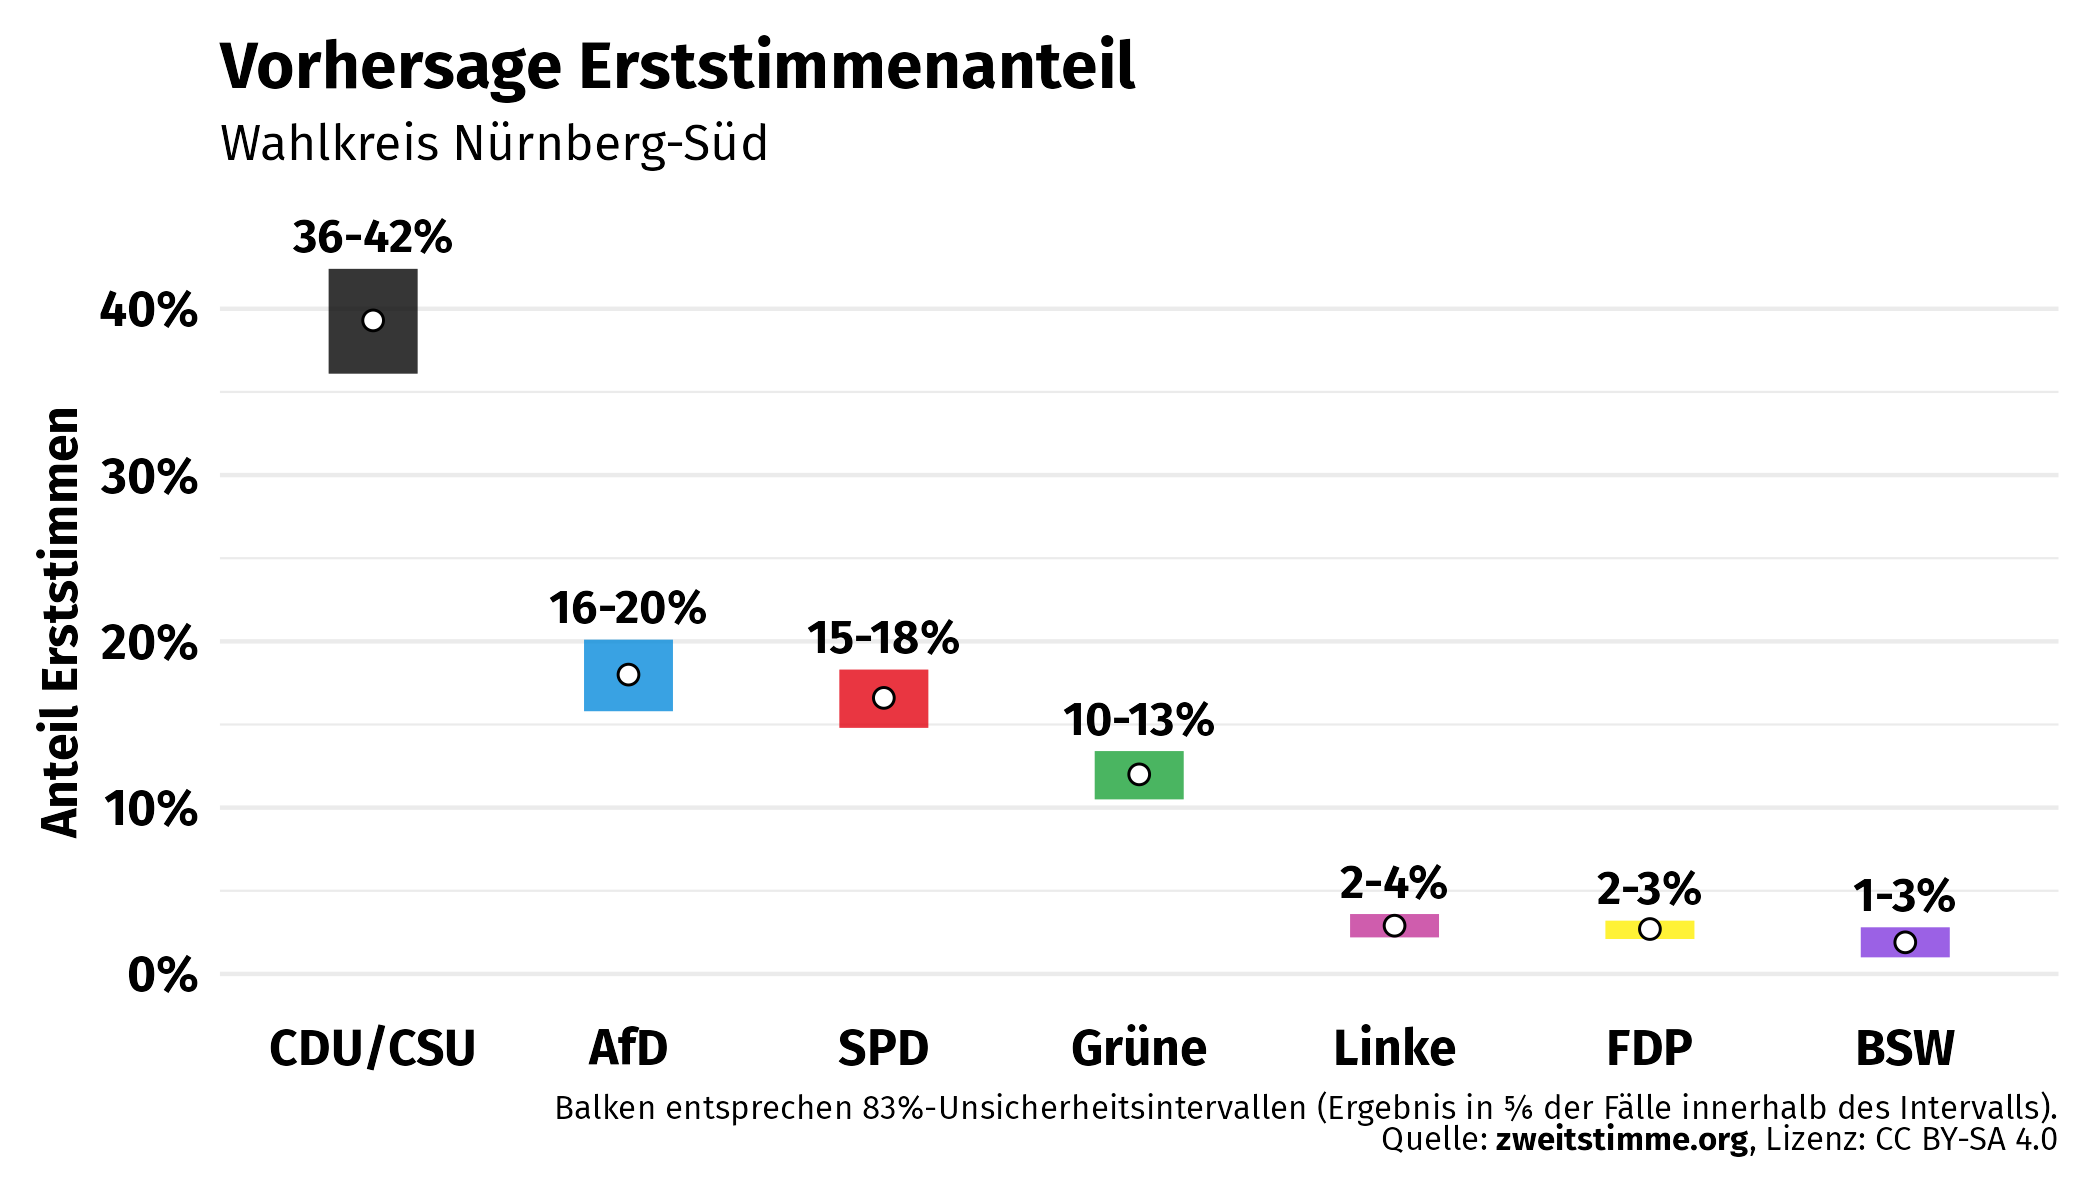 Vorhersage Erststimmenanteil
Wahlkreis Nürnberg-Süd
36-42%
40%
30%
16-20%
20%
15-18%
10-13%
10%
2-4%
2-3%
1-3%
0%
Anteil Erststimmen
CDU/CSU AfD SPD Grüne Linke FDP BSW
Balken entsprechen 83%-Unsicherheitsintervallen (Ergebnis in ⅚ der Fälle innerhalb des Intervalls).
Quelle: zweitstimme.org, Lizenz: CC BY-SA 4.0